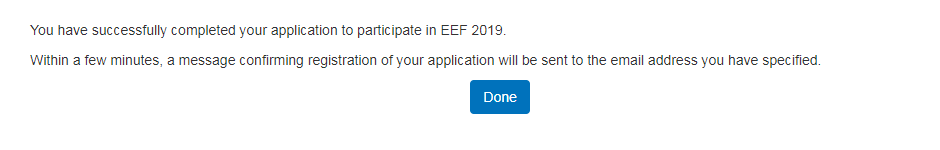 You have successfully completed your application to participate in EEF 2019.
Within a few minutes, a message confirming registration of your application will be sent to the email address you have specified.
Done